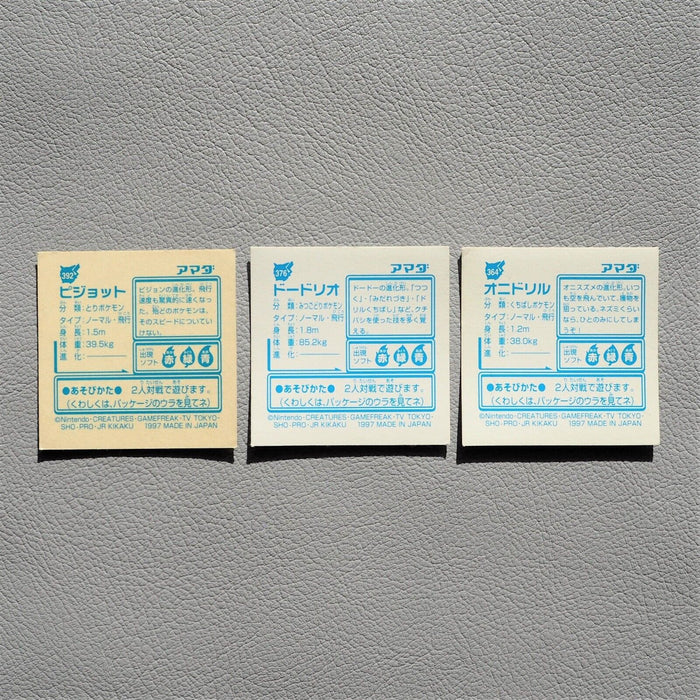 392
アマダ
ピジョット
分 類：とりポケモン
タイプ：ノーマル・飛行
身 長：1.5m
体 重：39.5kg
進 化：
ピジョンの進化形。飛行
速度も驚異的に速くなっ
た。殆どのポケモンは、
そのスピードについてい
けない。
出現
ソフト
赤 緑 青
●あそびかた● 2人対戦で遊びます。
(くわしくは、パッケージのウラを見てネ)
©Nintendo・CREATURES・GAMEFREAK・TV TOKYO・
SHO・PRO・JR KIKAKU 1997 MADE IN JAPAN
376
アマダ
ドードリオ
分 類：みつごどりポケモン
タイプ：ノーマル・飛行
身 長：1.8m
体 重：85.2kg
進 化：
ドードーの進化形。「つつ
く」・「みだれづき」・「ド
リルくちばし」など、クチ
バシを使った技を多く覚
える。
出現
ソフト
赤 緑 青
●あそびかた● 2人対戦で遊びます。
(くわしくは、パッケージのウラを見てネ)
©Nintendo・CREATURES・GAMEFREAK・TV TOKYO・
SHO・PRO・JR KIKAKU 1997 MADE IN JAPAN
364
アマダ
オニドリル
分 類：くちばしポケモン
タイプ：ノーマル・飛行
身 長：1.2m
体 重：38.0kg
進 化：
オニスズメの進化形。いつ
も空を飛んでいて、獲物を
狙っている。ネズミくらい
なら、ひとのみにしてしま
うぞ！
出現
ソフト
赤 緑 青
●あそびかた● 2人対戦で遊びます。
(くわしくは、パッケージのウラを見てネ)
©Nintendo・CREATURES・GAMEFREAK・TV TOKYO・
SHO・PRO・JR KIKAKU 1997 MADE IN JAPAN